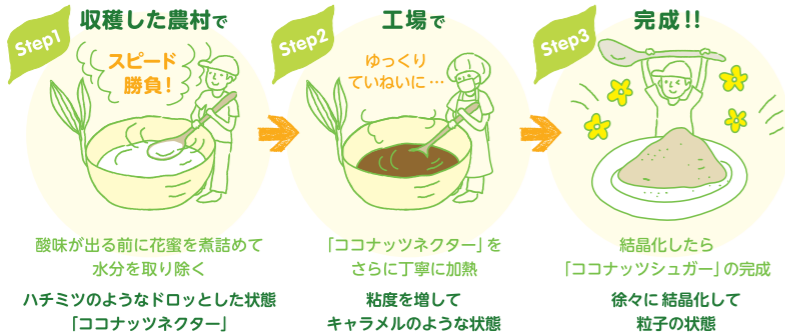 Step1
収穫した農村で
スピード
勝負!
酸味が出る前に花蜜を煮詰めて
水分を取り除く
ハチミツのようなドロッとした状態
「ココナッツネクター」
Step2
工場で
ゆっくり
ていねいに…
「ココナッツネクター」を
さらに丁寧に加熱
粘度を増して
キャラメルのような状態
Step3
完成!!
結晶化したら
「ココナッツシュガー」の完成
徐々に結晶化して
粒子の状態